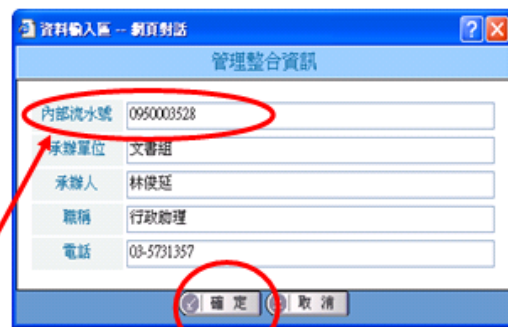 資料輸入區 -- 網頁對話
管理整合資訊
內部流水號 0950003528
承辦單位 文書組
承辦人 林俊延
職稱 行政助理
電話 03-5731357
確定 取消